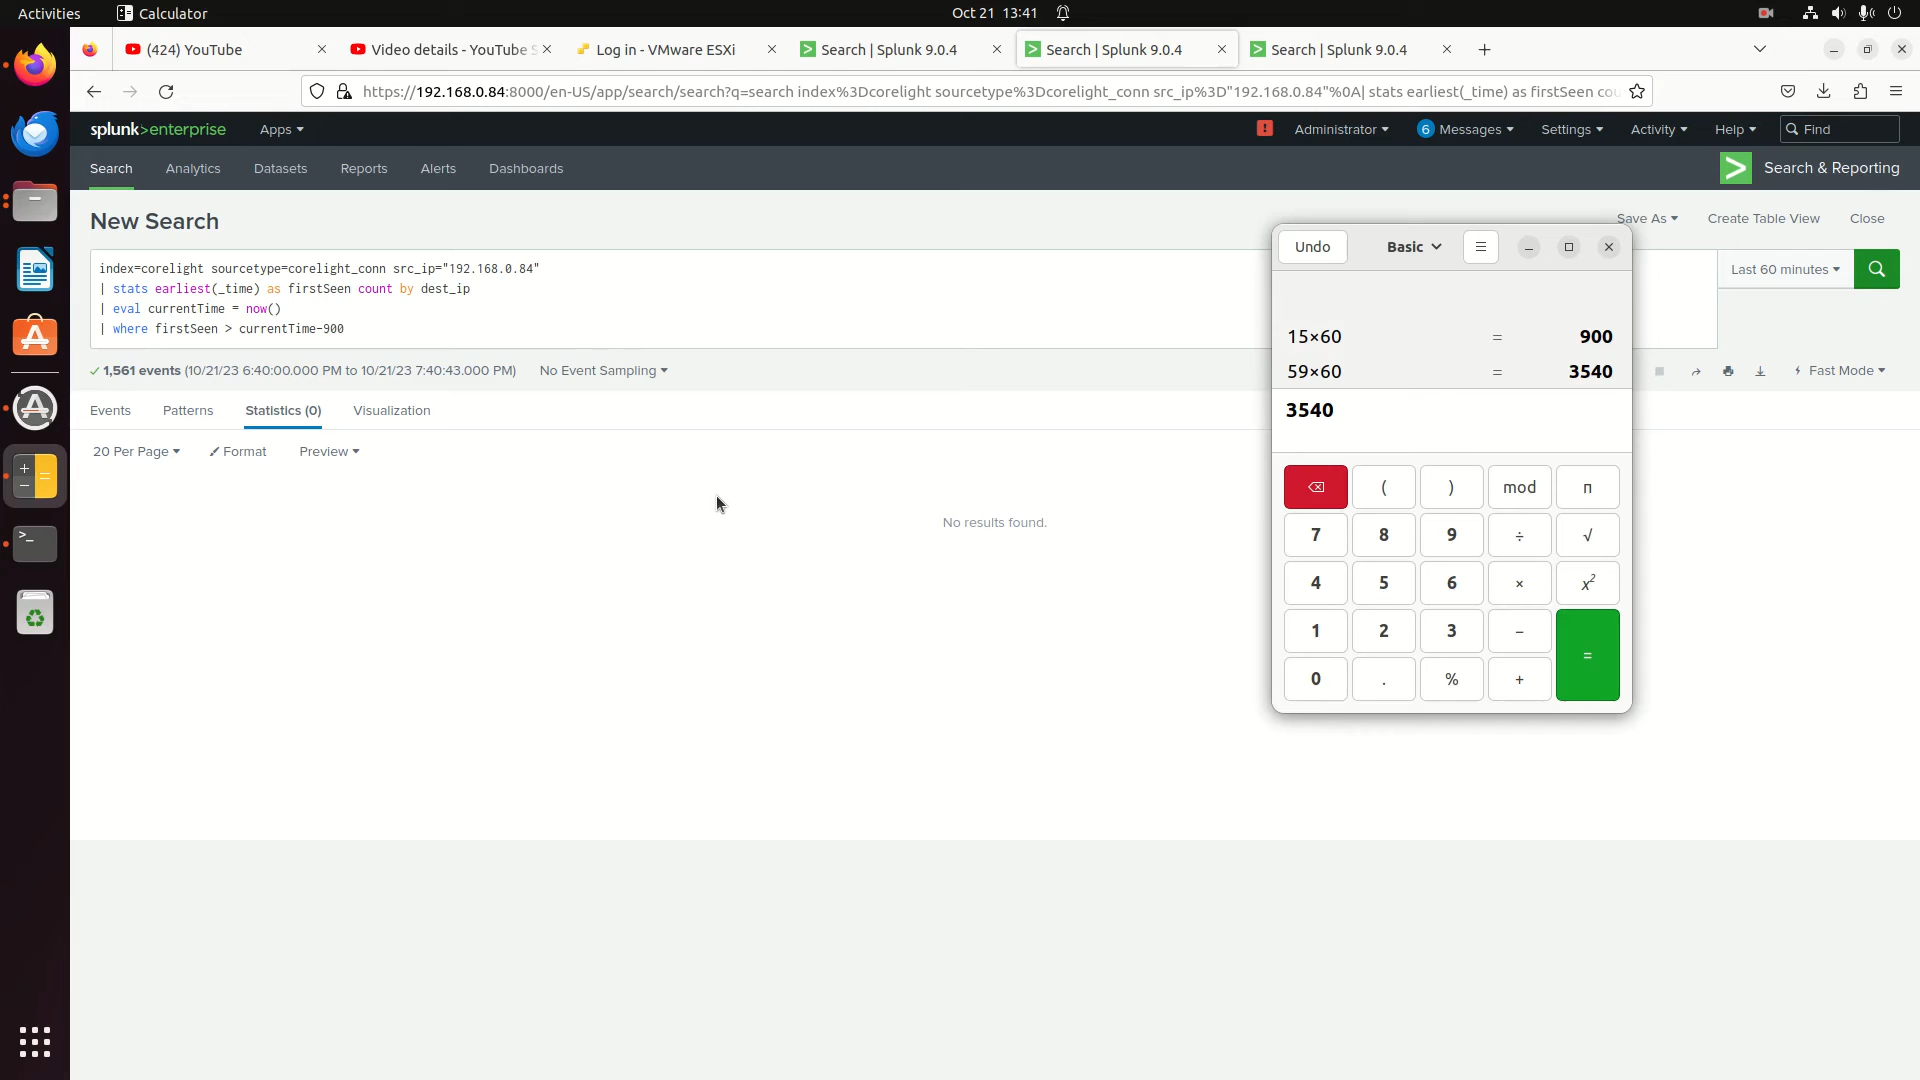 Activities
Calculator
Oct 21 13:41
(424) YouTube
Video details - YouTube S
Log in - VMware ESXi
Search | Splunk 9.0.4
Search | Splunk 9.0.4
Search | Splunk 9.0.4
https://192.168.0.84:8000/en-US/app/search/search?q=search index%3Dcorelight sourcetype%3Dcorelight_conn src_ip%3D"192.168.0.84"%0A| stats earliest(_time) as firstSeen cou
splunk>enterprise
Apps
Administrator
6 Messages
Settings
Activity
Help
Find
Search
Analytics
Datasets
Reports
Alerts
Dashboards
Search & Reporting
New Search
Save As
Create Table View
Close
index=corelight sourcetype=corelight_conn src_ip="192.168.0.84"
| stats earliest(_time) as firstSeen count by dest_ip
| eval currentTime = now()
| where firstSeen > currentTime-900
Last 60 minutes
✓ 1,561 events (10/21/23 6:40:00.000 PM to 10/21/23 7:40:43.000 PM)
No Event Sampling
Fast Mode
Events
Patterns
Statistics (0)
Visualization
20 Per Page
Format
Preview
No results found.
Undo
Basic
15×60 = 900
59×60 = 3540
3540
( ) mod π
7 8 9 ÷ √
4 5 6 × x²
1 2 3 −
=
0 . % +